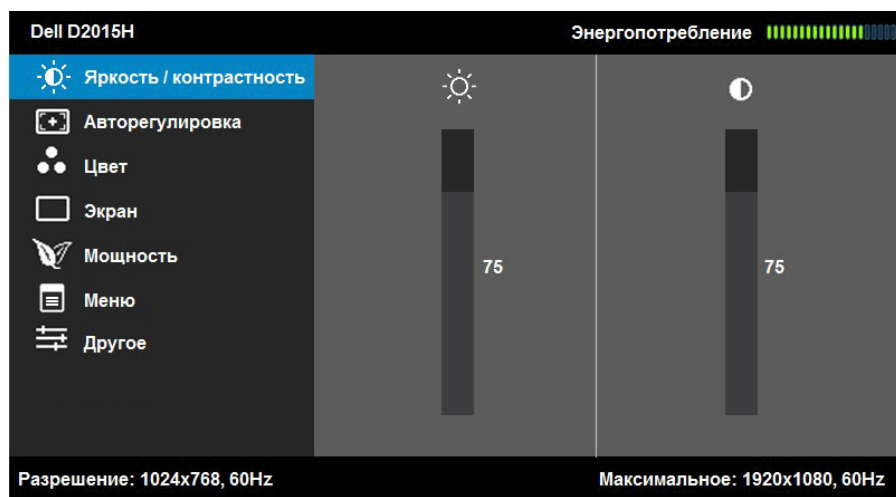 Dell D2015H
Энергопотребление
Яркость / контрастность
Авторегулировка
Цвет
Экран
Мощность
Меню
Другое
75
75
Разрешение: 1024x768, 60Hz
Максимальное: 1920x1080, 60Hz